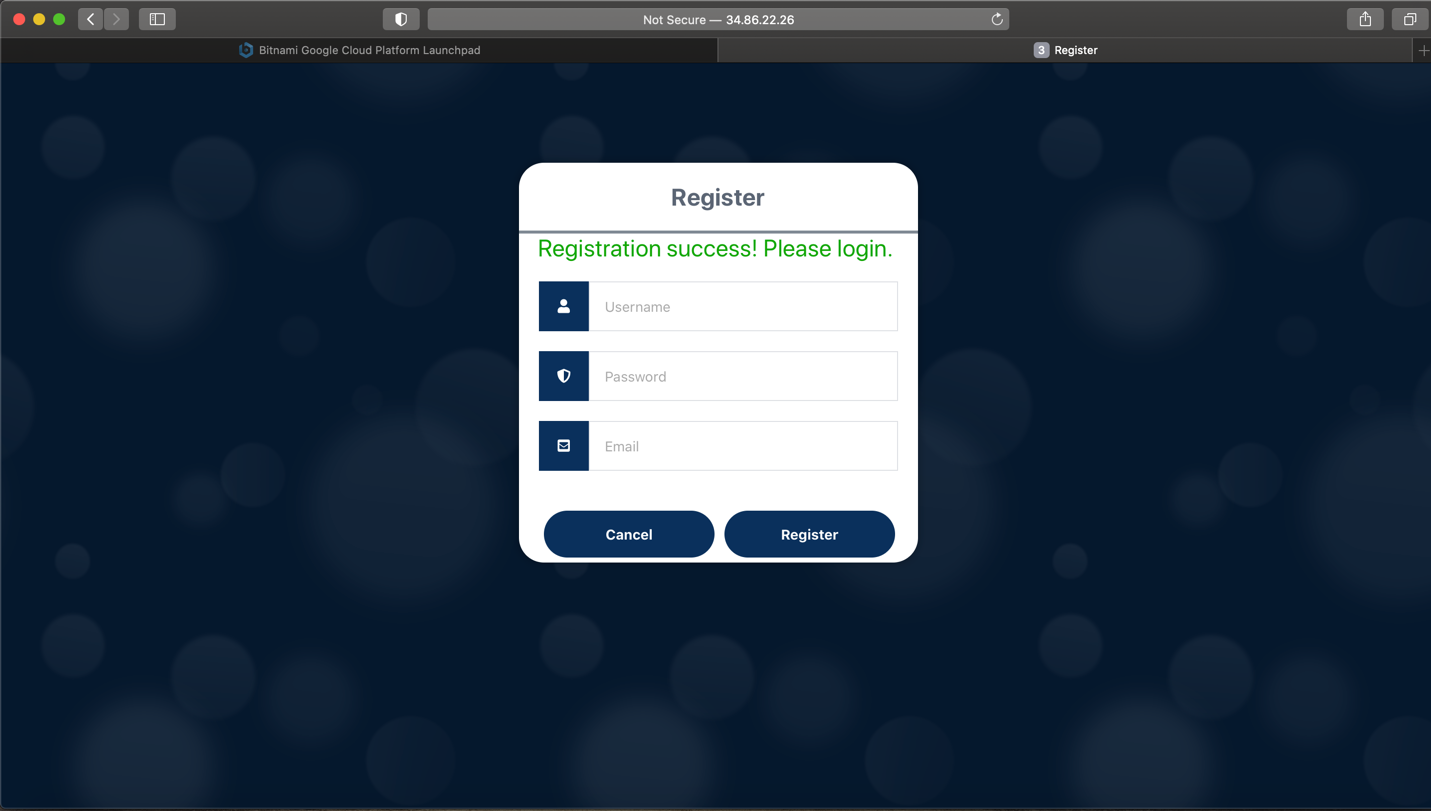 Not Secure — 34.86.22.26
Bitnami Google Cloud Platform Launchpad
3 Register
Register
Registration success! Please login.
Username
Password
Email
Cancel Register